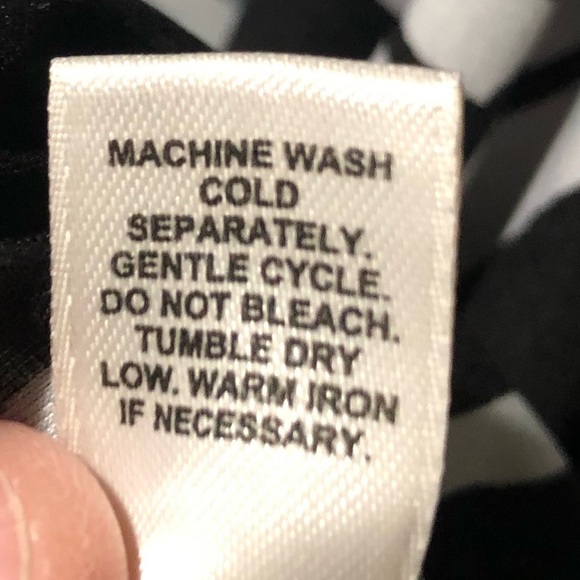 MACHINE WASH
COLD
SEPARATELY.
GENTLE CYCLE.
DO NOT BLEACH.
TUMBLE DRY
LOW. WARM IRON
IF NECESSARY.